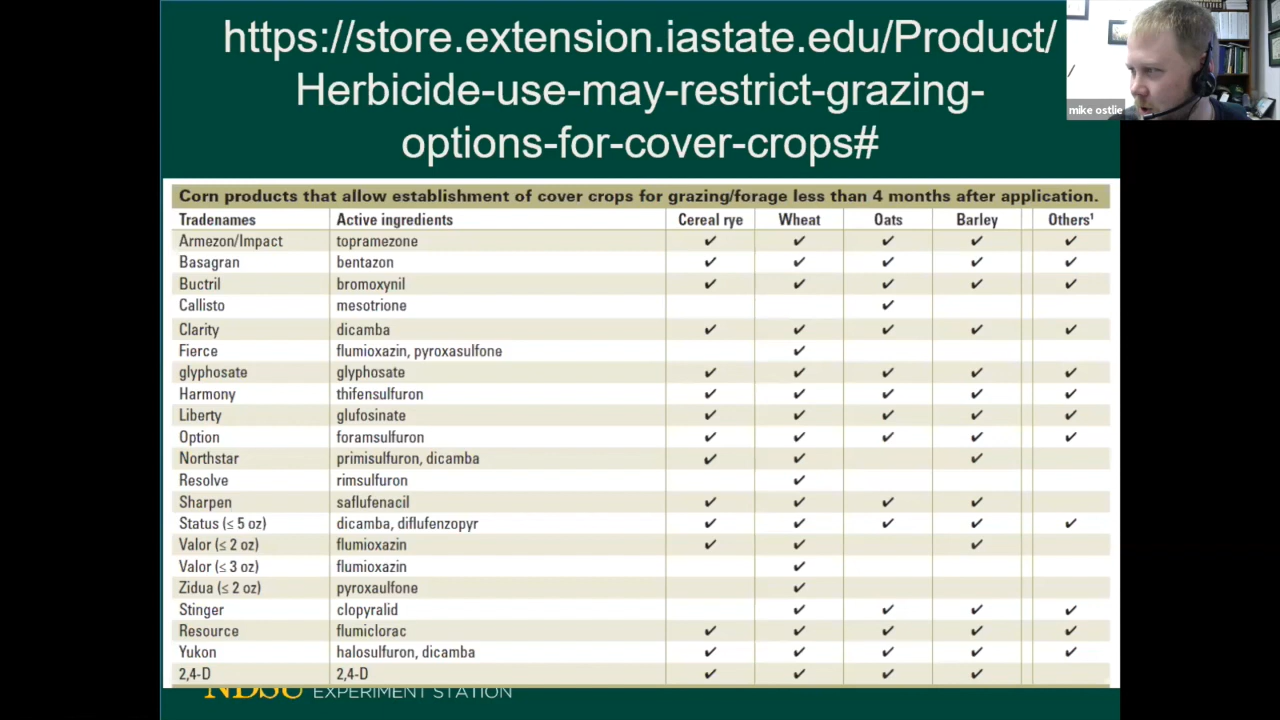 https://store.extension.iastate.edu/Product/
Herbicide-use-may-restrict-grazing-
options-for-cover-crops#
/
mike ostlie
Corn products that allow establishment of cover crops for grazing/forage less than 4 months after application.
Tradenames Active ingredients Cereal rye Wheat Oats Barley Others¹
Armezon/Impact topramezone ✔ ✔ ✔ ✔ ✔
Basagran bentazon ✔ ✔ ✔ ✔ ✔
Buctril bromoxynil ✔ ✔ ✔ ✔ ✔
Callisto mesotrione ✔
Clarity dicamba ✔ ✔ ✔ ✔ ✔
Fierce flumioxazin, pyroxasulfone ✔
glyphosate glyphosate ✔ ✔ ✔ ✔ ✔
Harmony thifensulfuron ✔ ✔ ✔ ✔ ✔
Liberty glufosinate ✔ ✔ ✔ ✔ ✔
Option foramsulfuron ✔ ✔ ✔ ✔ ✔
Northstar primisulfuron, dicamba ✔ ✔ ✔
Resolve rimsulfuron ✔
Sharpen saflufenacil ✔ ✔ ✔ ✔
Status (≤ 5 oz) dicamba, diflufenzopyr ✔ ✔ ✔ ✔ ✔
Valor (≤ 2 oz) flumioxazin ✔ ✔ ✔
Valor (≤ 3 oz) flumioxazin ✔
Zidua (≤ 2 oz) pyroxaulfone ✔
Stinger clopyralid ✔ ✔ ✔ ✔
Resource flumiclorac ✔ ✔ ✔ ✔ ✔
Yukon halosulfuron, dicamba ✔ ✔ ✔ ✔ ✔
2,4-D 2,4-D ✔ ✔ ✔ ✔
NDSU EXPERIMENT STATION